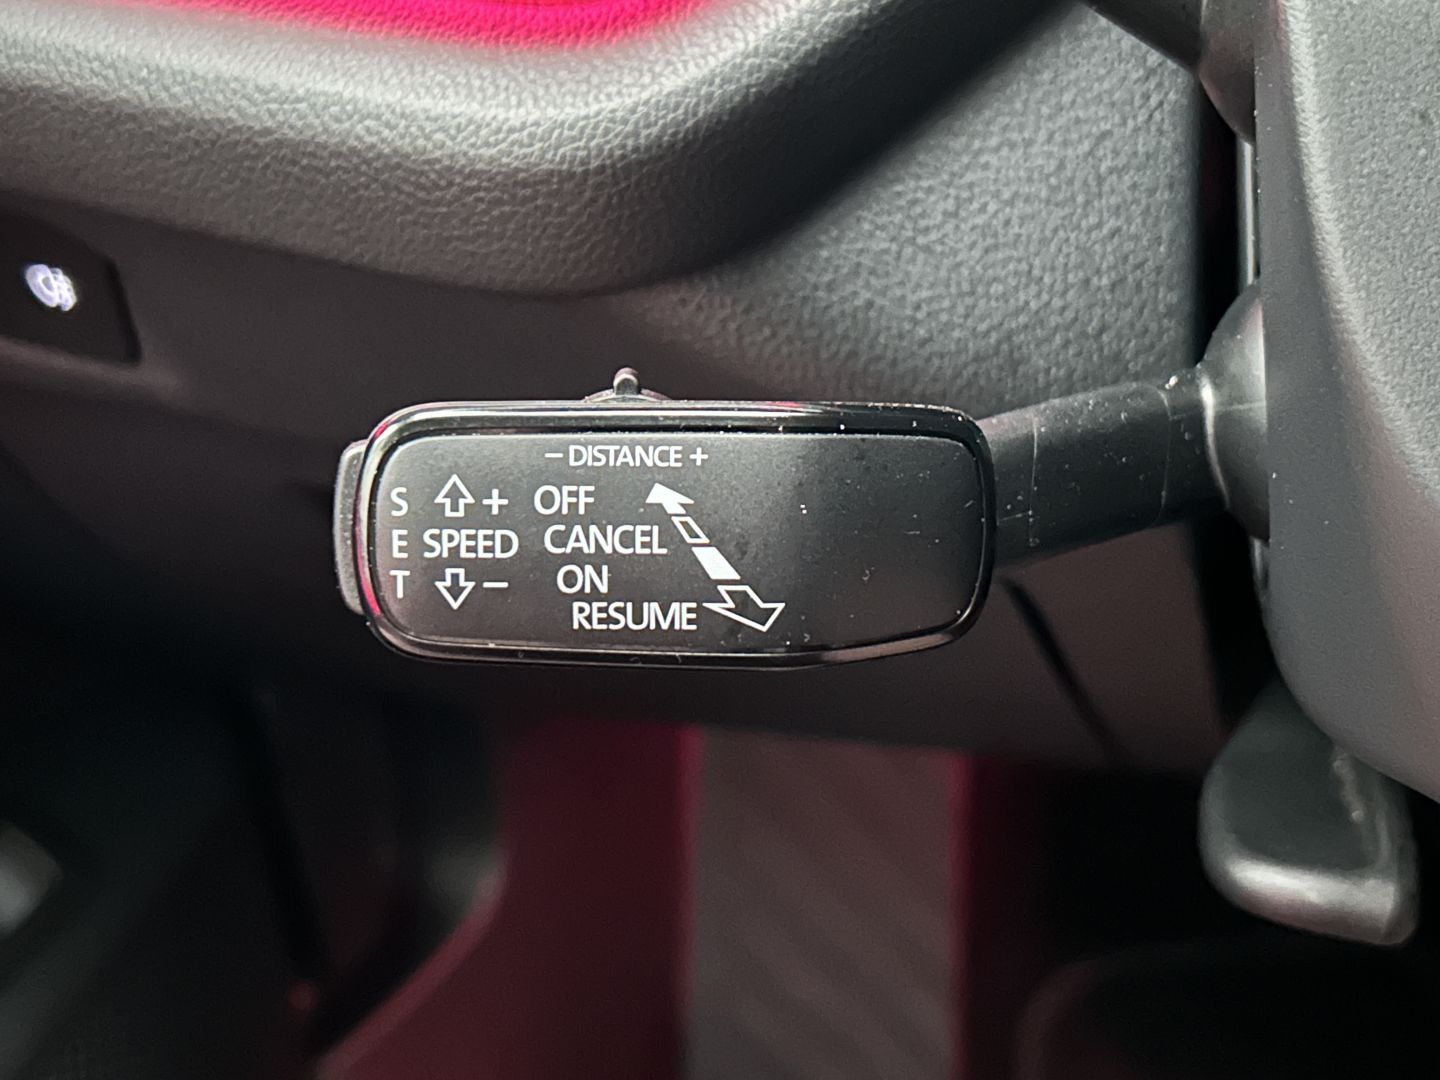 − DISTANCE +
S + OFF
E SPEED CANCEL
T − ON
RESUME